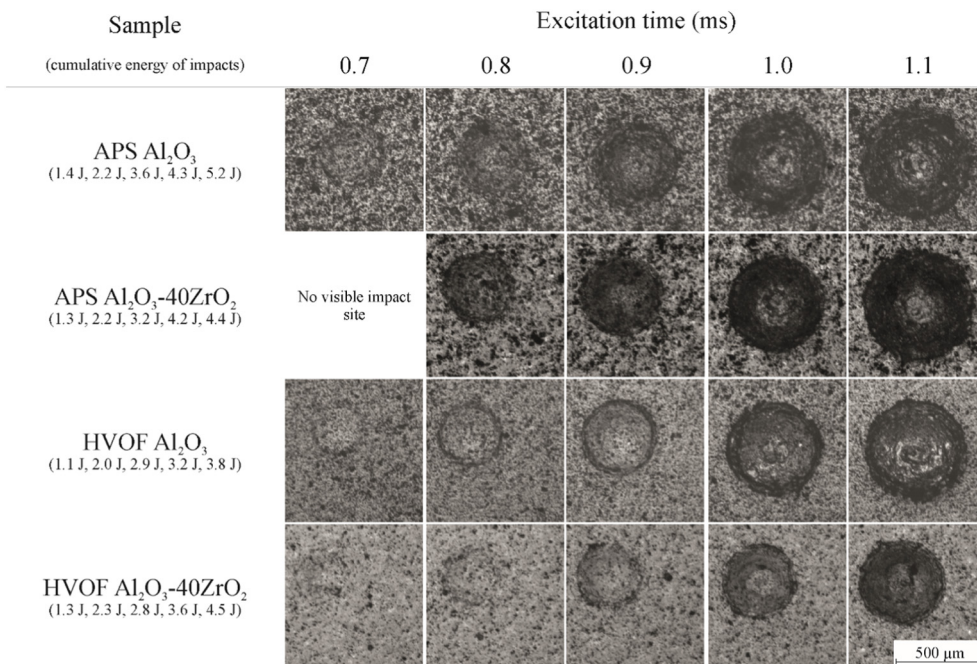 Sample
Excitation time (ms)
(cumulative energy of impacts)
0.7 0.8 0.9 1.0 1.1
APS Al₂O₃
(1.4 J, 2.2 J, 3.6 J, 4.3 J, 5.2 J)
APS Al₂O₃-40ZrO₂
(1.3 J, 2.2 J, 3.2 J, 4.2 J, 4.4 J)
No visible impact
site
HVOF Al₂O₃
(1.1 J, 2.0 J, 2.9 J, 3.2 J, 3.8 J)
HVOF Al₂O₃-40ZrO₂
(1.3 J, 2.3 J, 2.8 J, 3.6 J, 4.5 J)
500 µm